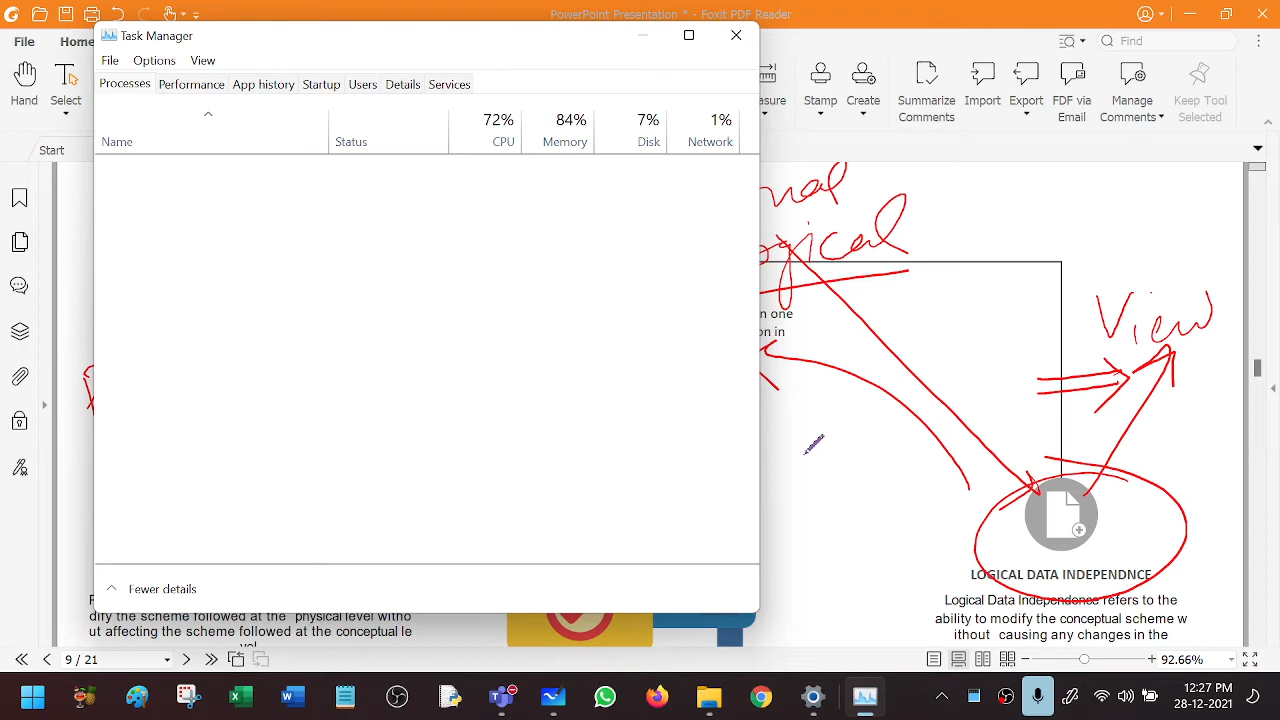 PowerPoint Presentation * - Foxit PDF Reader
Task Manager
File
Home
Find
File Options View
Hand
Select
Stamp
Create
Summarize
Comments
Import
Export
FDV via
Email
Manage
Comments
Keep Tool
Selected
Processes Performance App history Startup Users Details Services
72% 84% 7% 1%
Name Status CPU Memory Disk Network
Start
View
n one
on in
Fewer details
LOGICAL DATA INDEPENDNCE
Logical Data Independence refers to the
ability to modify the conceptual scheme w
ithout causing any changes in the
dify the scheme followed at the physical level witho
ut affecting the scheme followed at the conceptual le
9 / 21
92.66%
12:27 PM
28-12-2021